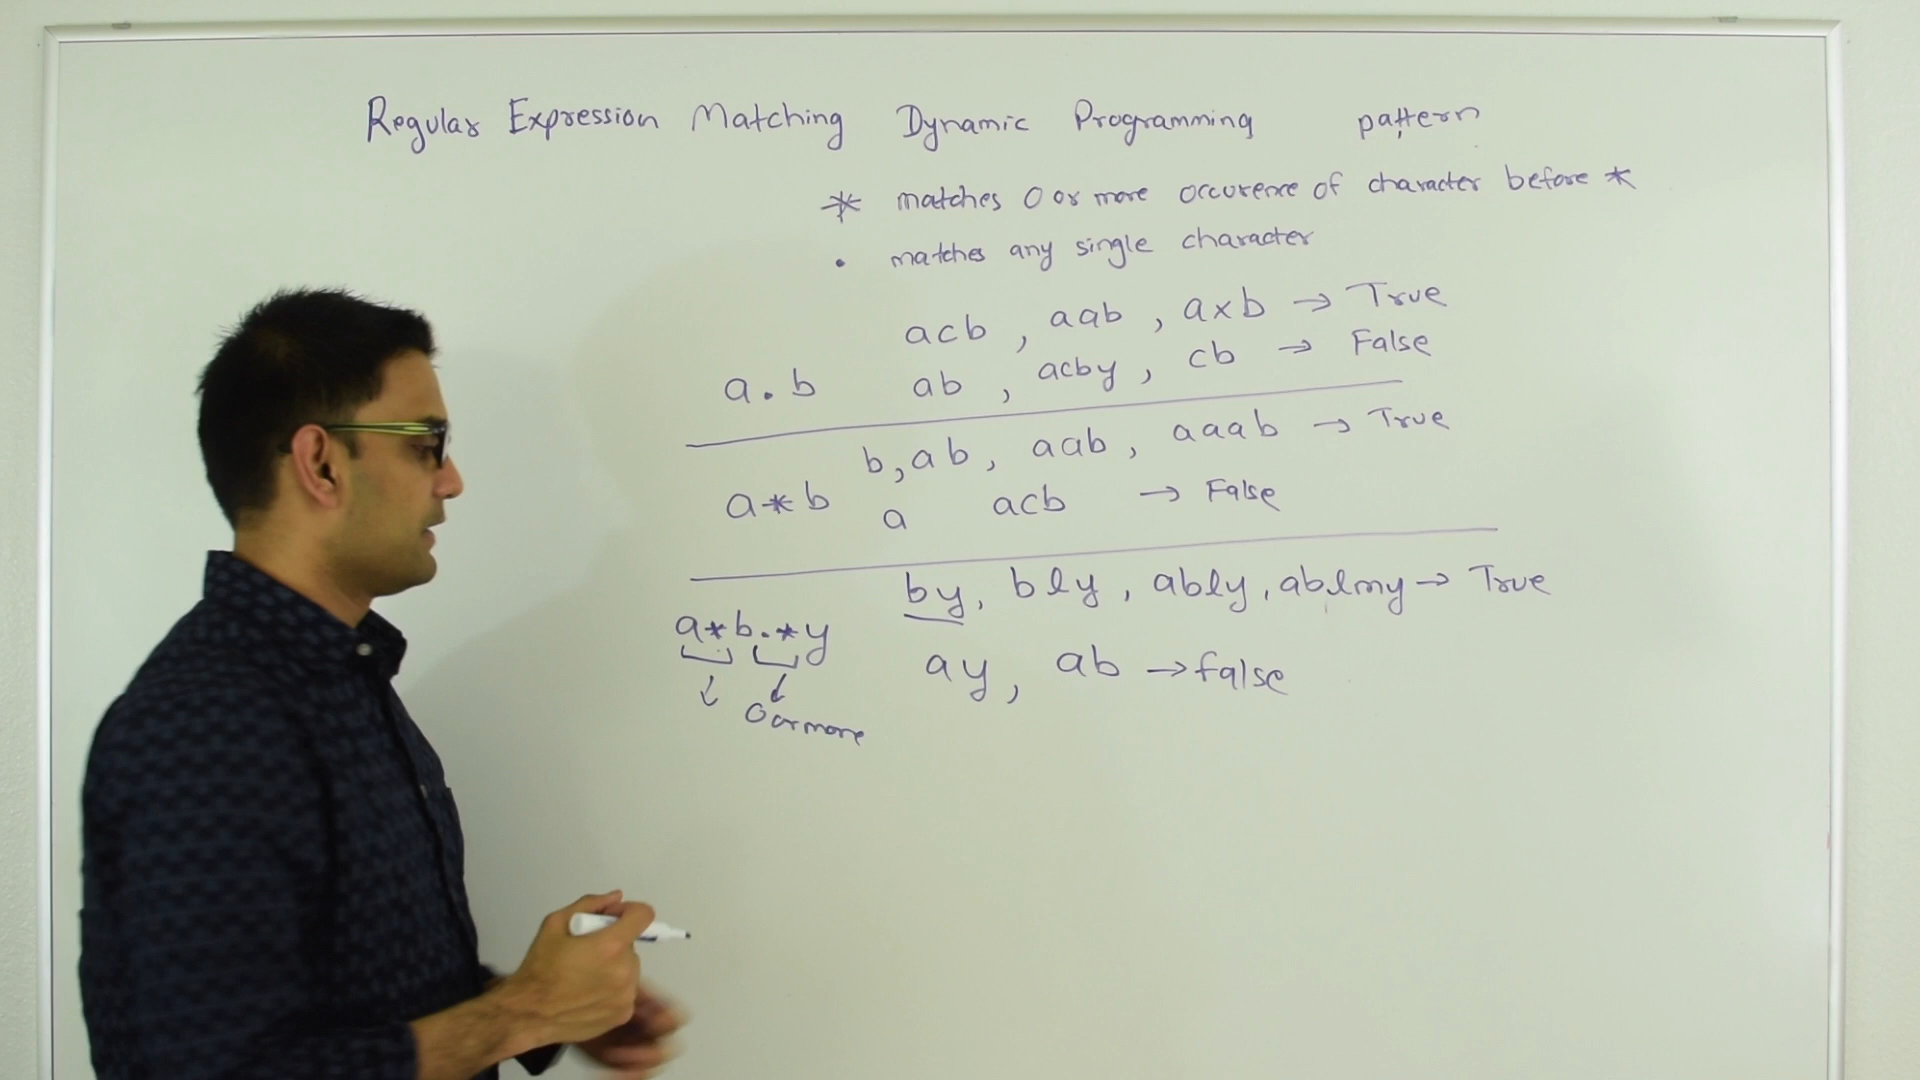 Regular Expression Matching Dynamic Programming pattern
* matches 0 or more occurence of character before *
. matches any single character
acb , aab , axb → True
a.b ab , acby , cb → False
b, ab, aab, aaab → True
a*b a acb → False
by, bly, ably, ablmy → True
a*b.*y ay, ab → false
0 or more